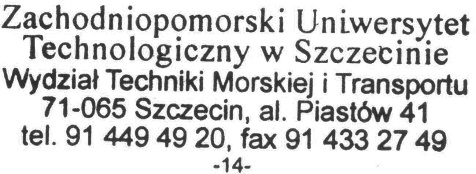 Zachodniopomorski Uniwersytet
Technologiczny w Szczecinie
Wydział Techniki Morskiej i Transportu
71-065 Szczecin, al. Piastów 41
tel. 91 449 49 20, fax 91 433 27 49
-14-